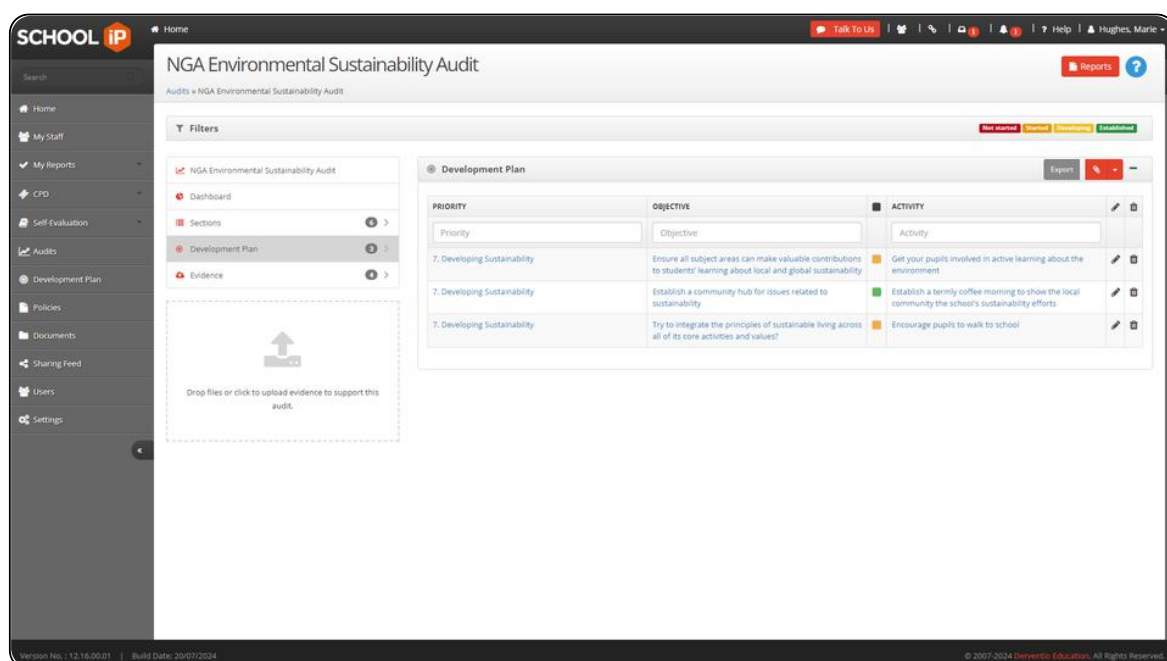 SCHOOL iP
Home
Talk To Us
1
1
? Help
Hughes, Marie
Search
Home
My Staff
My Reports
CPD
Self-Evaluation
Audits
Development Plan
Policies
Documents
Sharing Feed
Users
Settings
NGA Environmental Sustainability Audit
Reports
?
Audits » NGA Environmental Sustainability Audit
Filters
Not started Started Developing Established
NGA Environmental Sustainability Audit
Dashboard
Sections 6
Development Plan 3
Evidence 4
Drop files or click to upload evidence to support this
audit.
Development Plan
Export
PRIORITY OBJECTIVE ACTIVITY
Priority Objective Activity
7. Developing Sustainability
Ensure all subject areas can make valuable contributions
to students' learning about local and global sustainability
Get your pupils involved in active learning about the
environment
7. Developing Sustainability
Establish a community hub for issues related to
sustainability
Establish a termly coffee morning to show the local
community the school's sustainability efforts
7. Developing Sustainability
Try to integrate the principles of sustainable living across
all of its core activities and values?
Encourage pupils to walk to school
Version No. : 12.16.00.01 | Build Date: 20/07/2024
© 2007-2024 Derventio Education, All Rights Reserved.